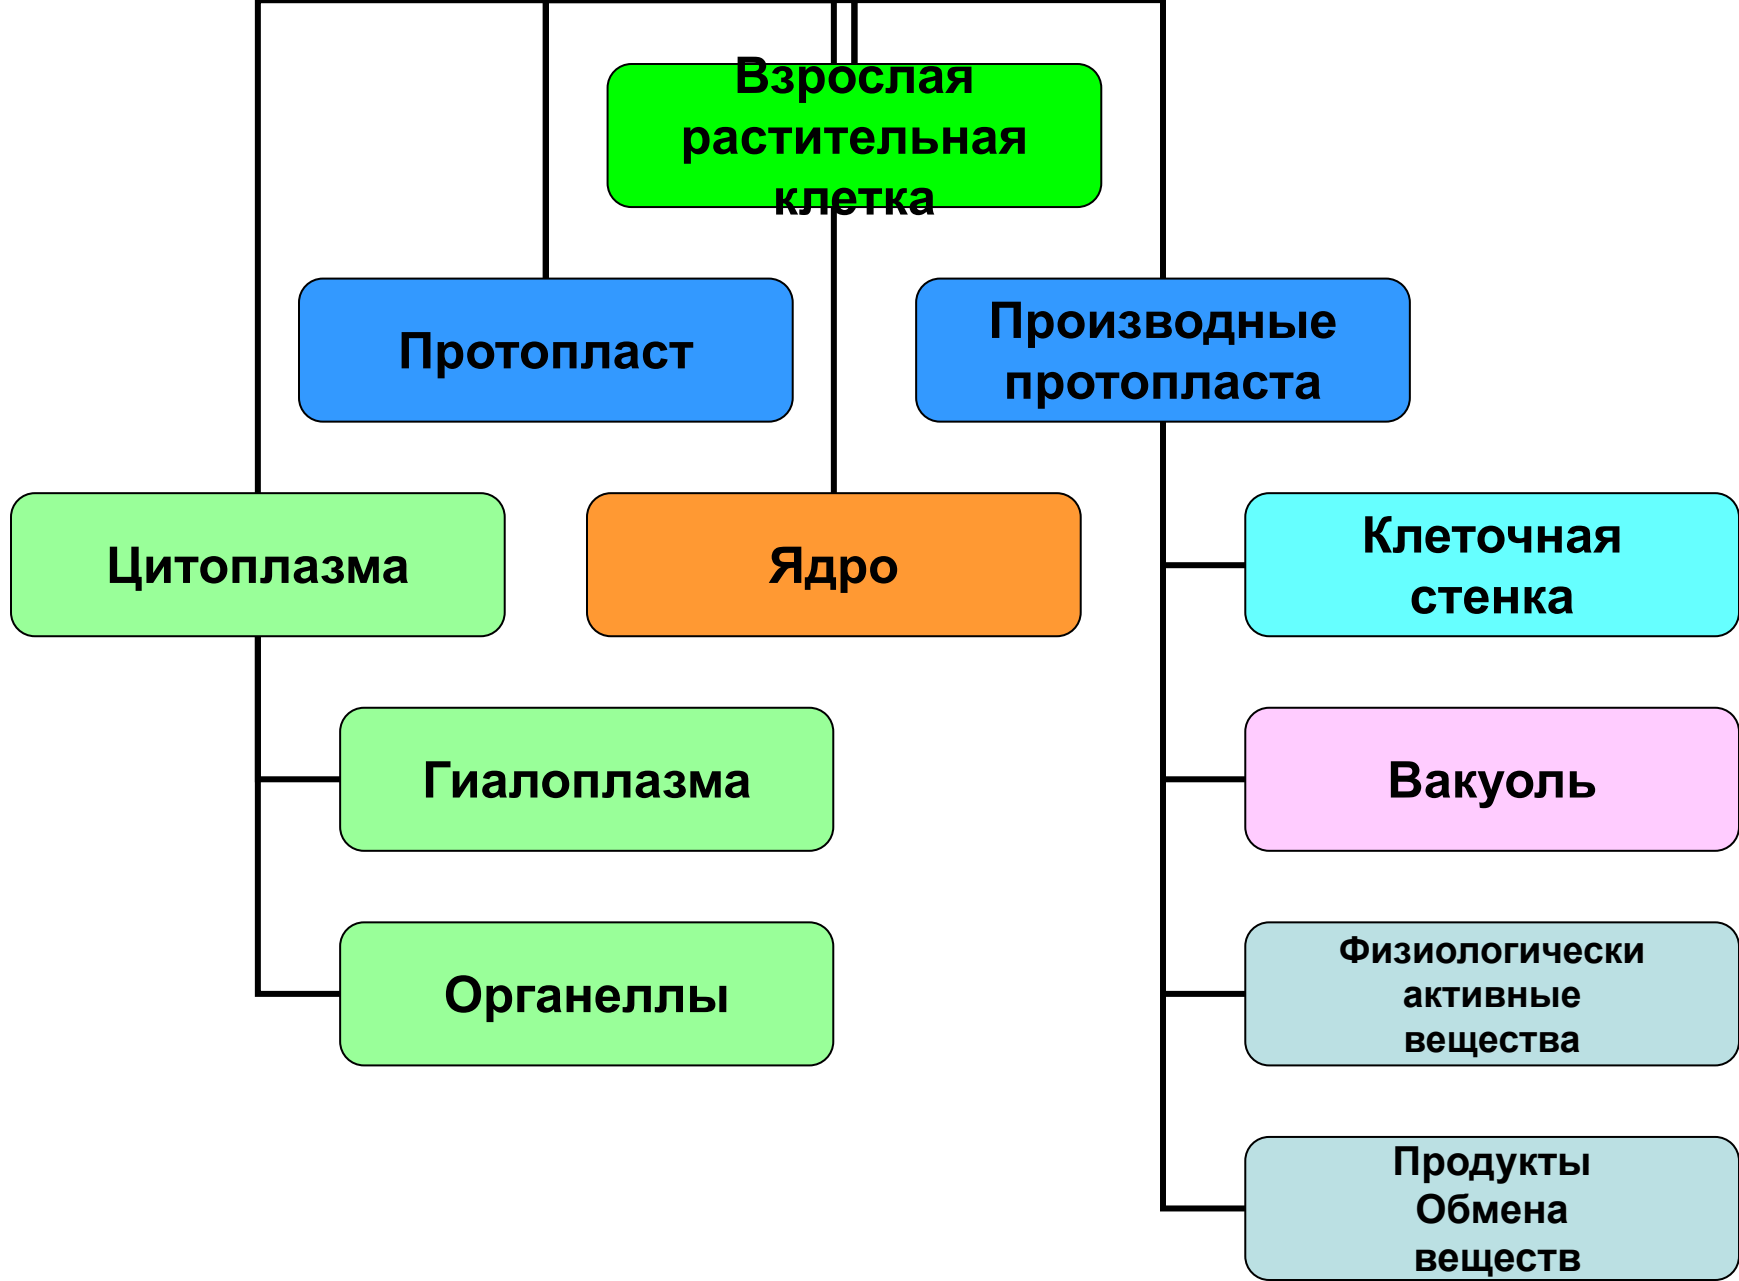 Взрослая
растительная
клетка
Протопласт
Производные
протопласта
Цитоплазма
Ядро
Клеточная
стенка
Гиалоплазма
Вакуоль
Органеллы
Физиологически
активные
вещества
Продукты
Обмена
веществ